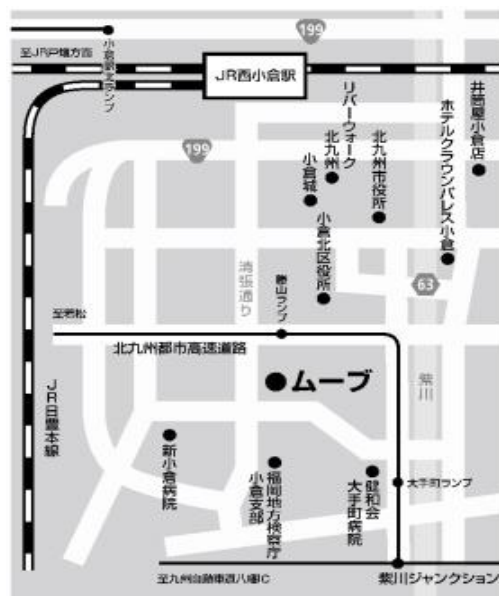 199
至JR戸畑方面
小倉駅北ランプ
JR西小倉駅
199
リバーウォーク
北九州
小倉城
北九州市役所
小倉北区役所
ホテルクラウンパレス小倉
井筒屋小倉店
清張通り
勝山ランプ
63
至若松
北九州都市高速道路
ムーブ
紫川
JR日豊本線
新小倉病院
福岡地方検察庁
小倉支部
健和会
大手町病院
大手町ランプ
至九州自動車道八幡IC
紫川ジャンクション